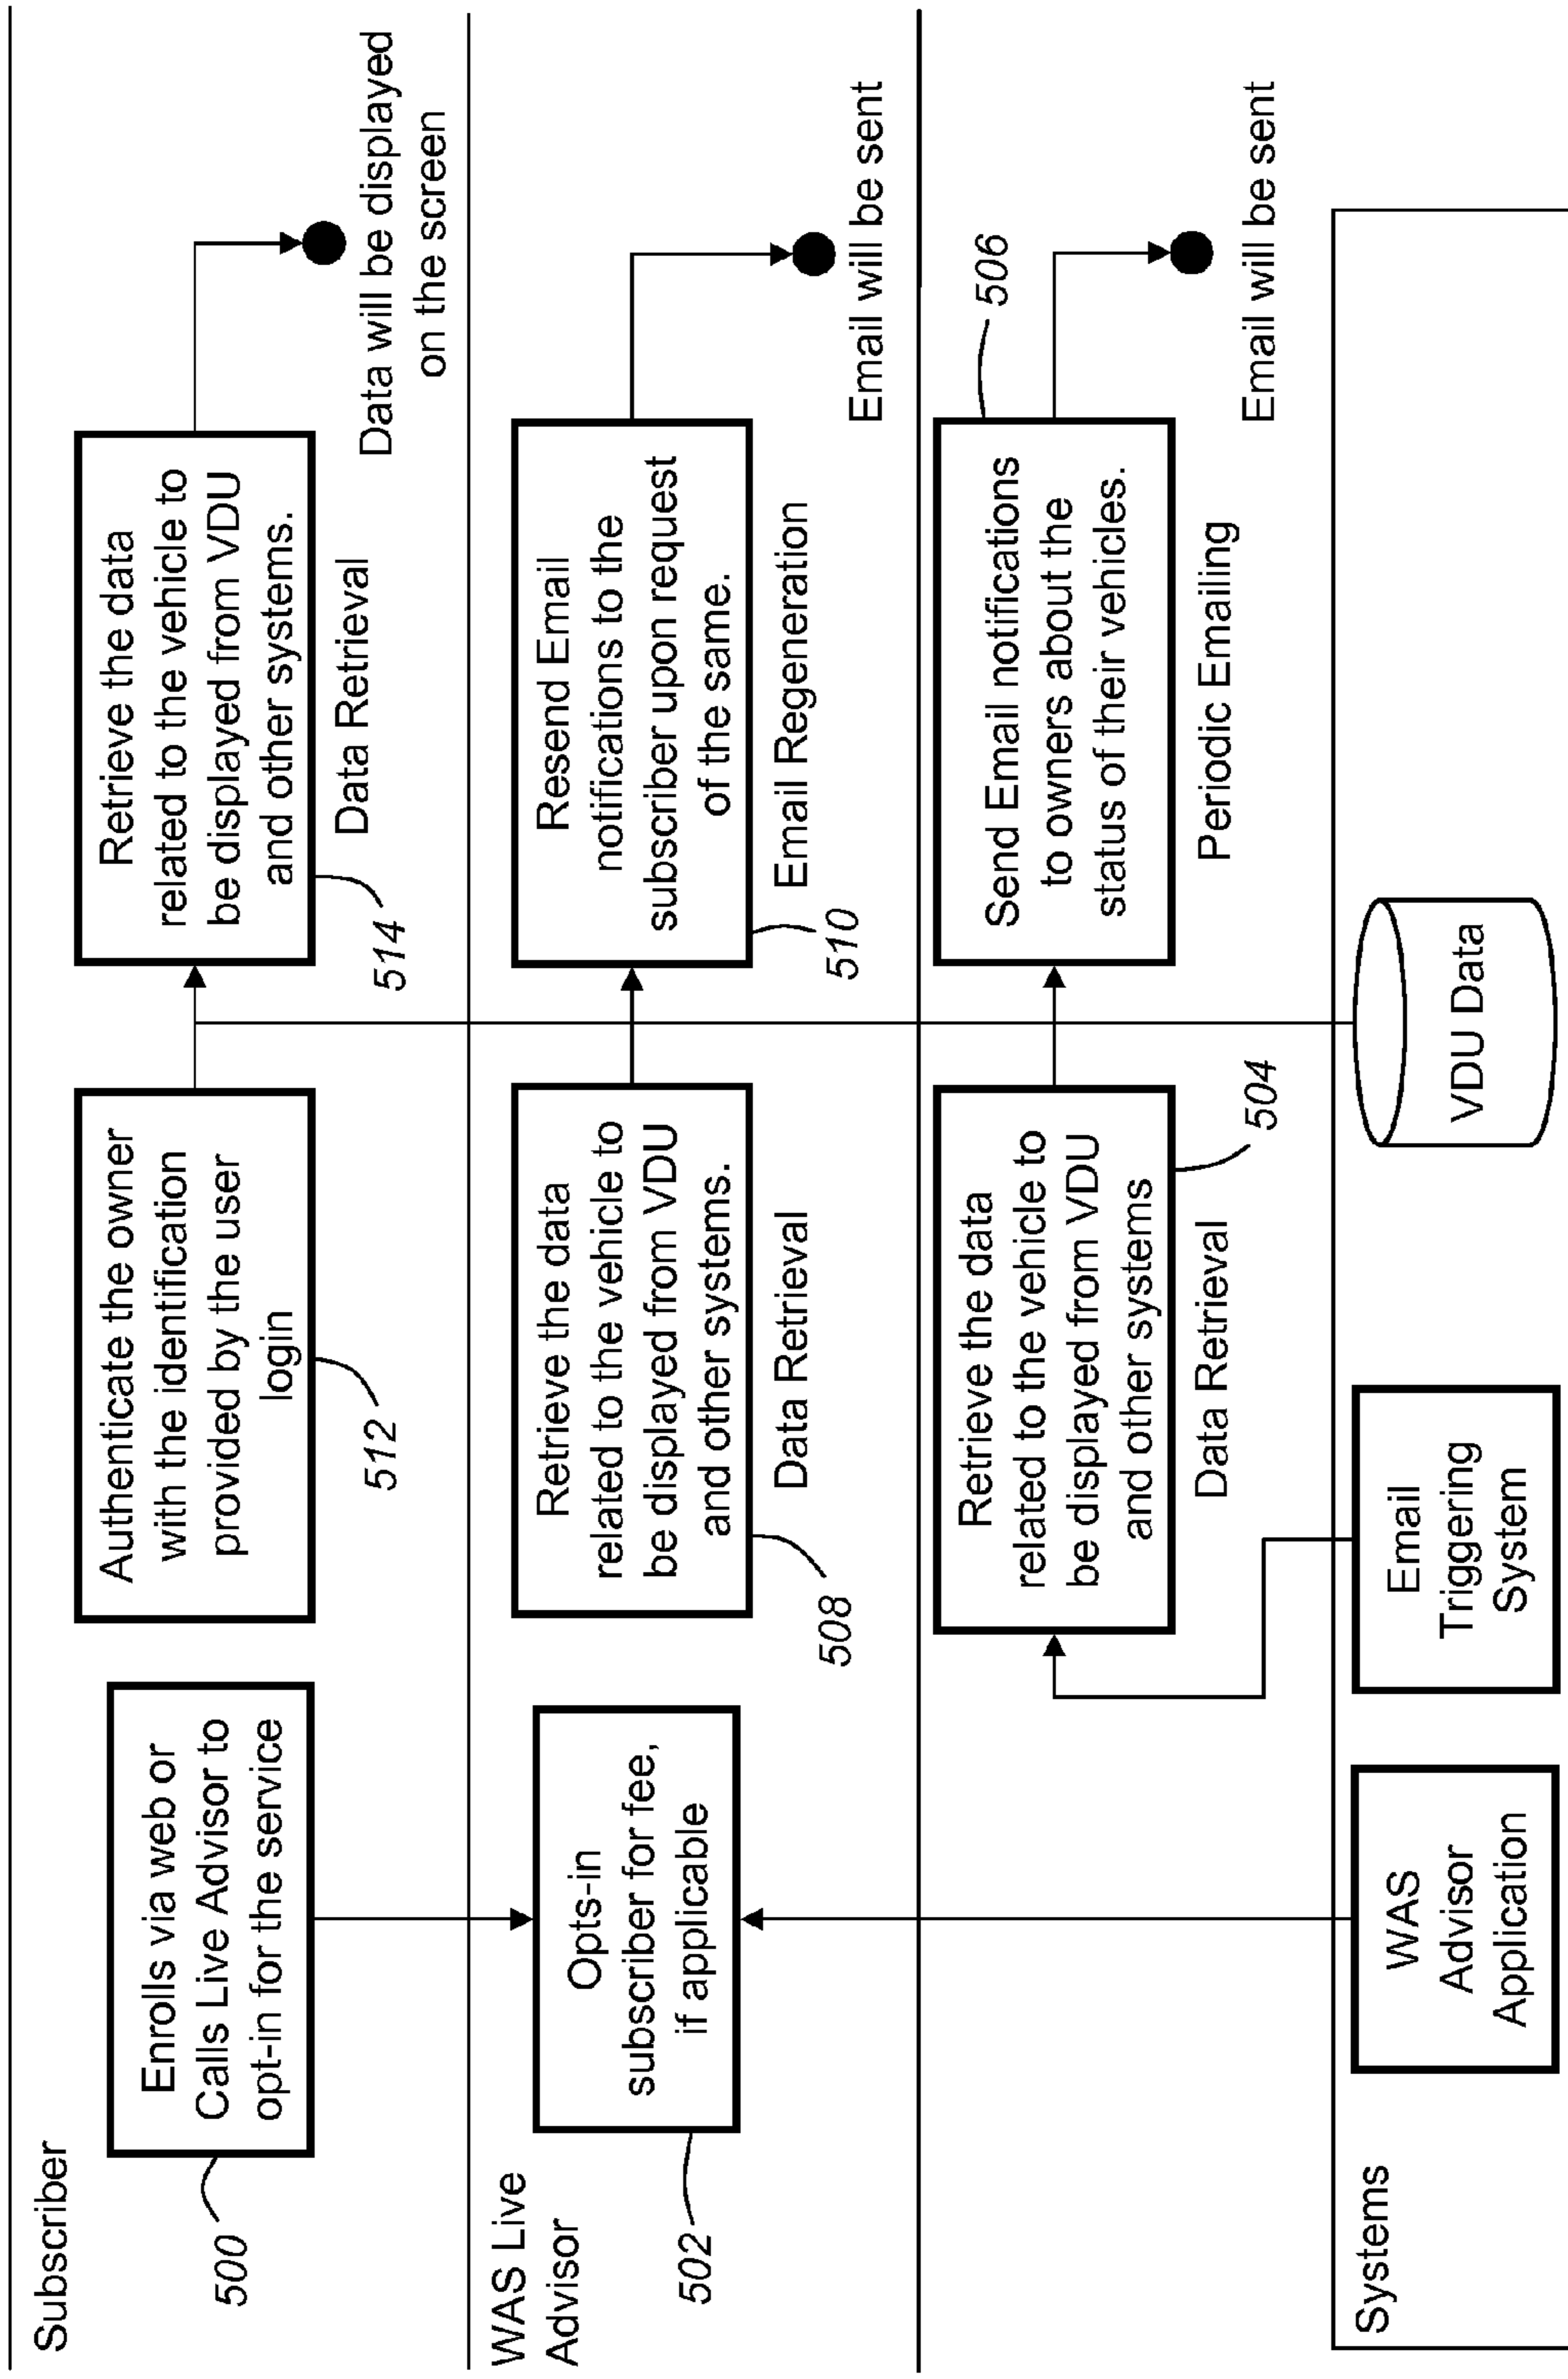 Subscriber
Enrolls via web or
Calls Live Advisor to
opt-in for the service
500
Authenticate the owner
with the identification
provided by the user
login
512
Retrieve the data
related to the vehicle to
be displayed from VDU
and other systems.
514
Data Retrieval
Data will be displayed
on the screen
WAS Live
Advisor
Opts-in
subscriber for fee,
if applicable
502
Retrieve the data
related to the vehicle to
be displayed from VDU
and other systems.
508
Data Retrieval
Resend Email
notifications to the
subscriber upon request
of the same.
510
Email Regeneration
Email will be sent
Retrieve the data
related to the vehicle to
be displayed from VDU
and other systems
504
Data Retrieval
Send Email notifications
to owners about the
status of their vehicles.
506
Periodic Emailing
Email will be sent
Systems
WAS
Advisor
Application
Email
Triggering
System
VDU Data